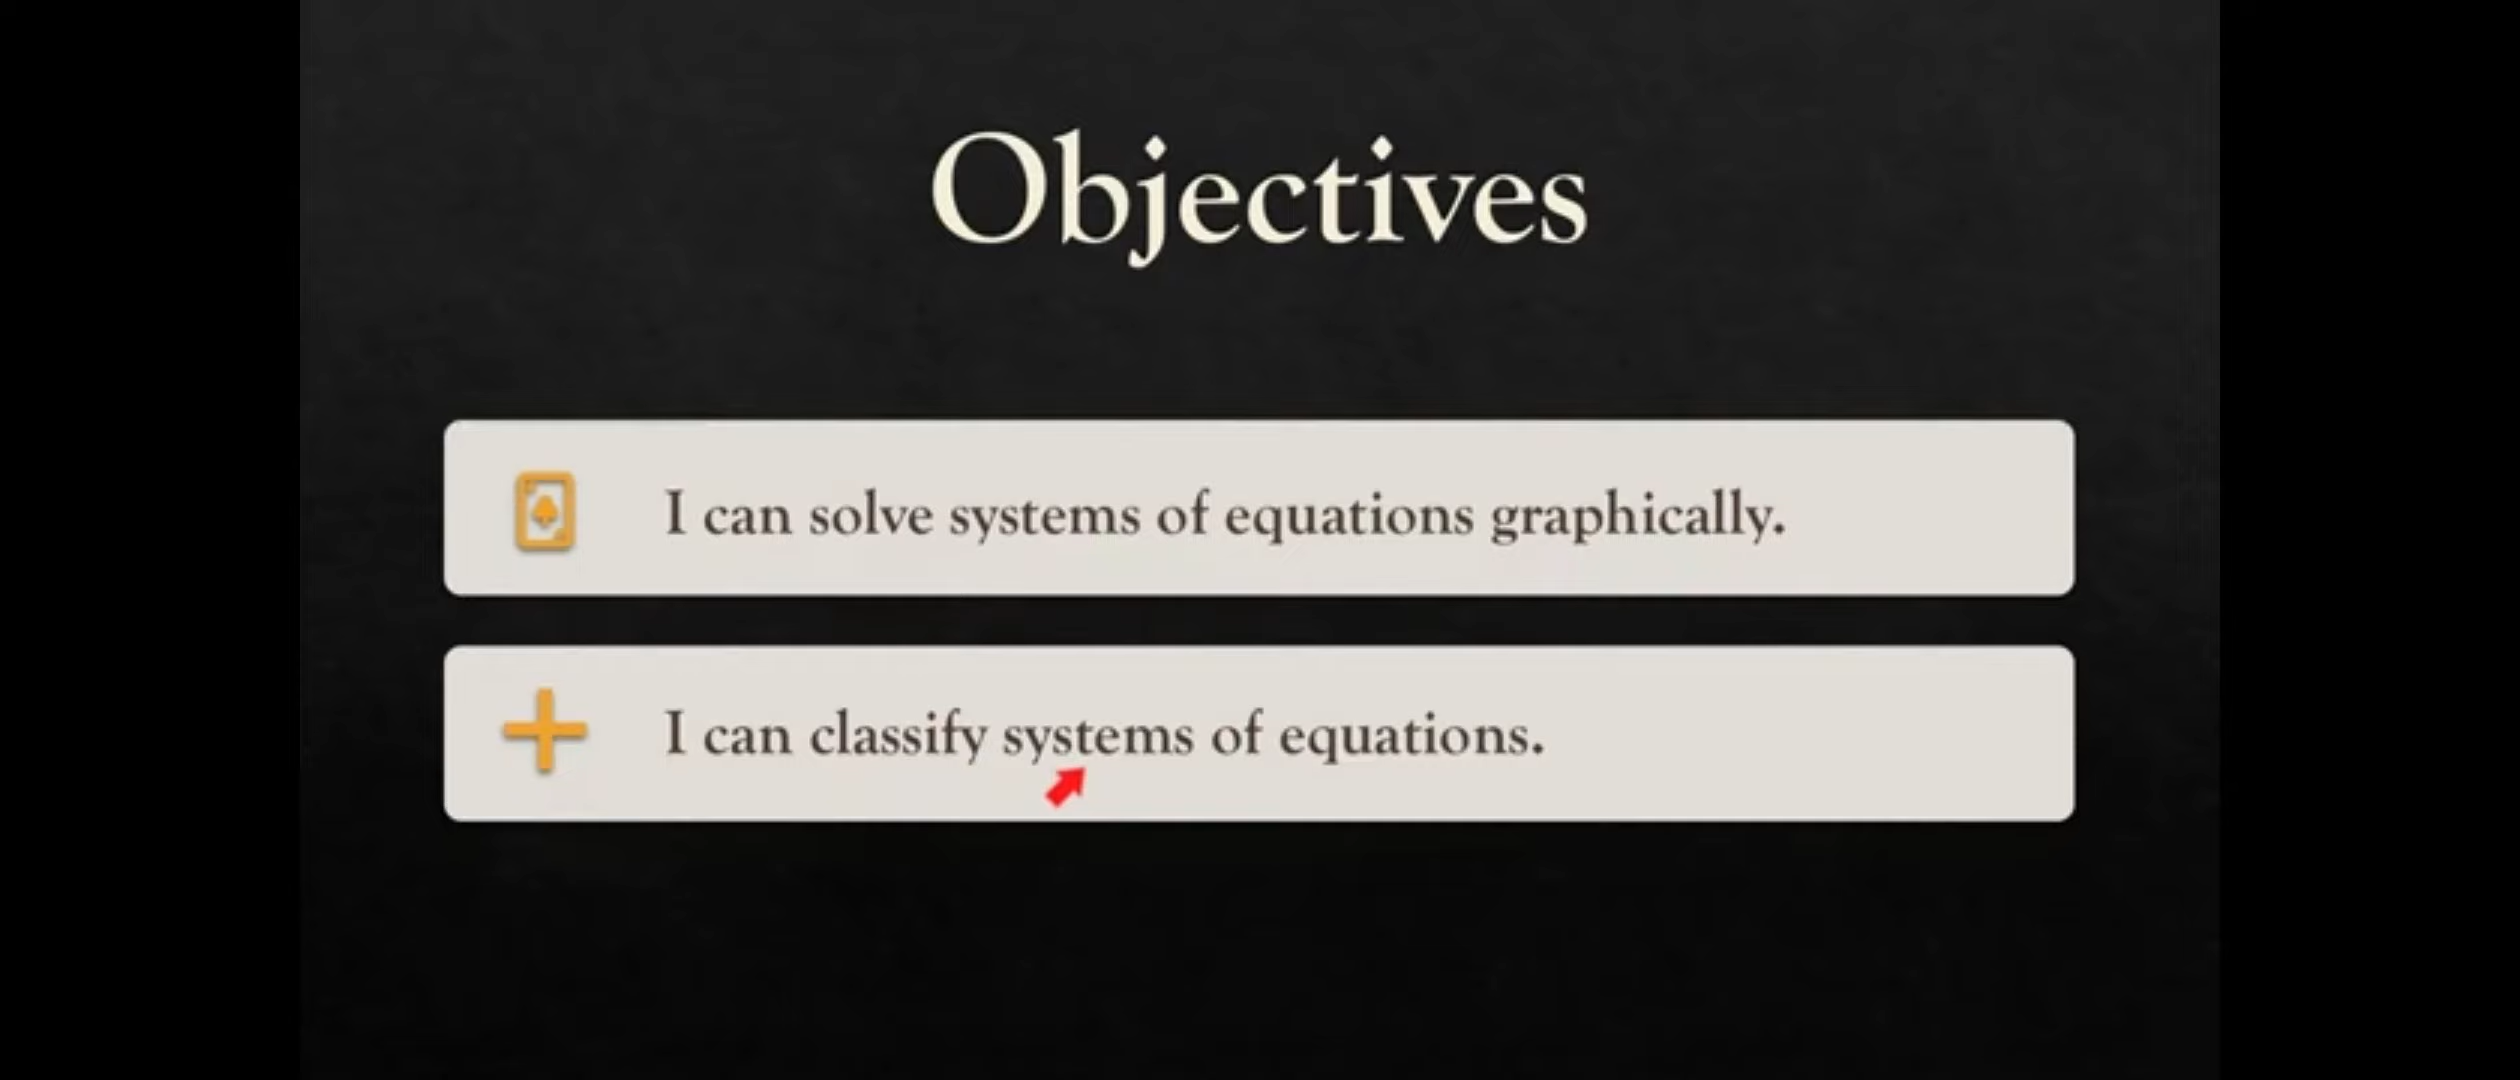 Objectives
I can solve systems of equations graphically.
I can classify systems of equations.